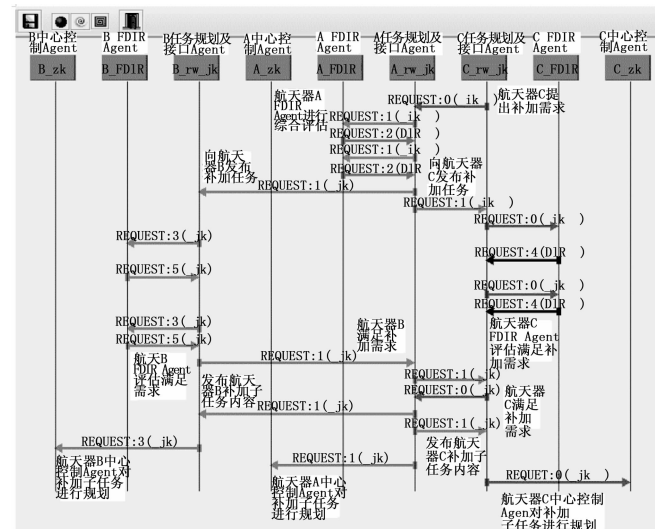 B中心控
制Agent
B FDIR
Agent
B任务规划及
接口Agent
A中心控
制Agent
A FDIR
Agent
A任务规划及
接口Agent
C任务规划及
接口Agent
C FDIR
Agent
C中心控
制Agent
B_zk
B_FDlR
B_rw_jk
A_zk
A_FDlR
A_rw_jk
C_rw_jk
C_FDlR
C_zk
航天器A
FDIR
Agent进行
综合评估
REQUEST:0(_ik )
航天器C提
出补加需求
REQUEST:1(_ik )
REQUEST:2(DlR )
REQUEST:1(_ik )
REQUEST:2(DlR )
向航天
器B发布
补加任务
REQUEST:1(_jk)
向航天器
C发布补
加任务
REQUEST:1(_ik )
REQUEST:0(_ik )
REQUEST:3(_jk)
REQUEST:4(DlR )
REQUEST:5(_jk)
REQUEST:0(_ik )
REQUEST:4(DlR )
REQUEST:3(_jk)
REQUEST:5(_jk)
航天B
FDIR Agent
评估满足
需求
航天器B
满足补
加需求
REQUEST:1(_jk)
航天器C
FDIR Agent
评估满足补
加需求
REQUEST:1(_jk)
REQUEST:0(_jk)
航天器
C满足
补加
需求
发布航天
器B补加子
任务内容
REQUEST:1(_jk)
REQUEST:1(_jk)
发布航天
器C补加子
任务内容
REQUEST:3(_jk)
航天器B中心
控制Agent对
补加子任务
进行规划
REQUEST:1(_jk)
航天器A中心
控制Agent对
补加子任务
进行规划
REQUET:0(_jk )
航天器C中心控制
Agen对补加
子任务进行规划